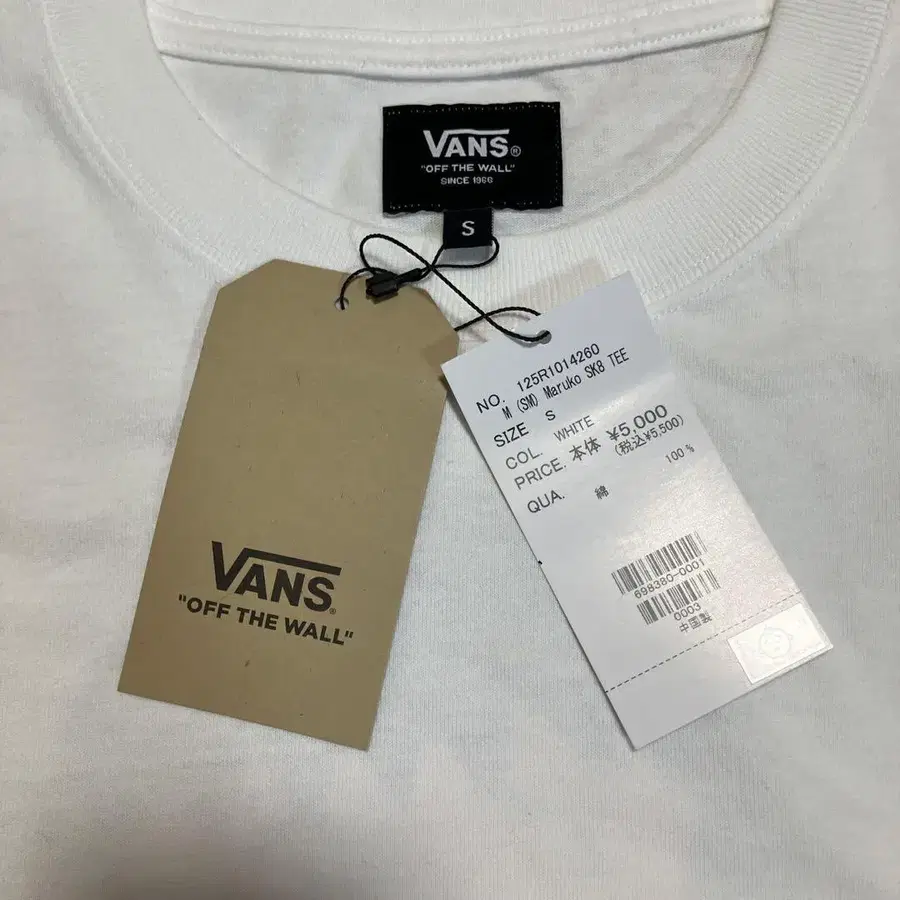 VANS®
"OFF THE WALL"
SINCE 1966
S
VANS®
"OFF THE WALL"
NO. 125R1014260
M (SM) Maruko SK8 TEE
SIZE S
COL. WHITE
PRICE. 本体 ¥5,000
(税込¥5,500)
QUA. 綿 100%
698380-0001
0003
中国製